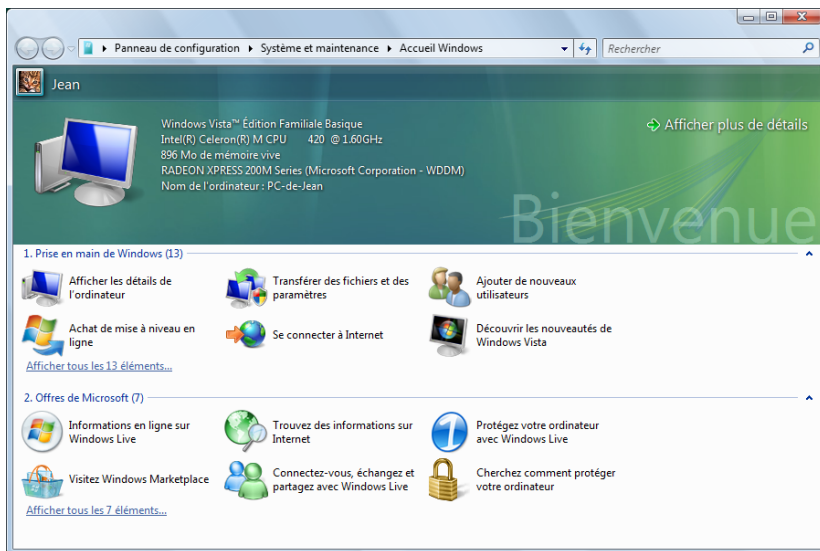 Panneau de configuration ▸ Système et maintenance ▸ Accueil Windows
Rechercher
Jean
Windows Vista™ Édition Familiale Basique
Intel(R) Celeron(R) M CPU 420 @ 1.60GHz
896 Mo de mémoire vive
RADEON XPRESS 200M Series (Microsoft Corporation - WDDM)
Nom de l'ordinateur : PC-de-Jean
Afficher plus de détails
Bienvenue
1. Prise en main de Windows (13)
Afficher les détails de
l'ordinateur
Transférer des fichiers et des
paramètres
Ajouter de nouveaux
utilisateurs
Achat de mise à niveau en
ligne
Se connecter à Internet
Découvrir les nouveautés de
Windows Vista
Afficher tous les 13 éléments...
2. Offres de Microsoft (7)
Informations en ligne sur
Windows Live
Trouvez des informations sur
Internet
Protégez votre ordinateur
avec Windows Live
Visitez Windows Marketplace
Connectez-vous, échangez et
partagez avec Windows Live
Cherchez comment protéger
votre ordinateur
Afficher tous les 7 éléments...